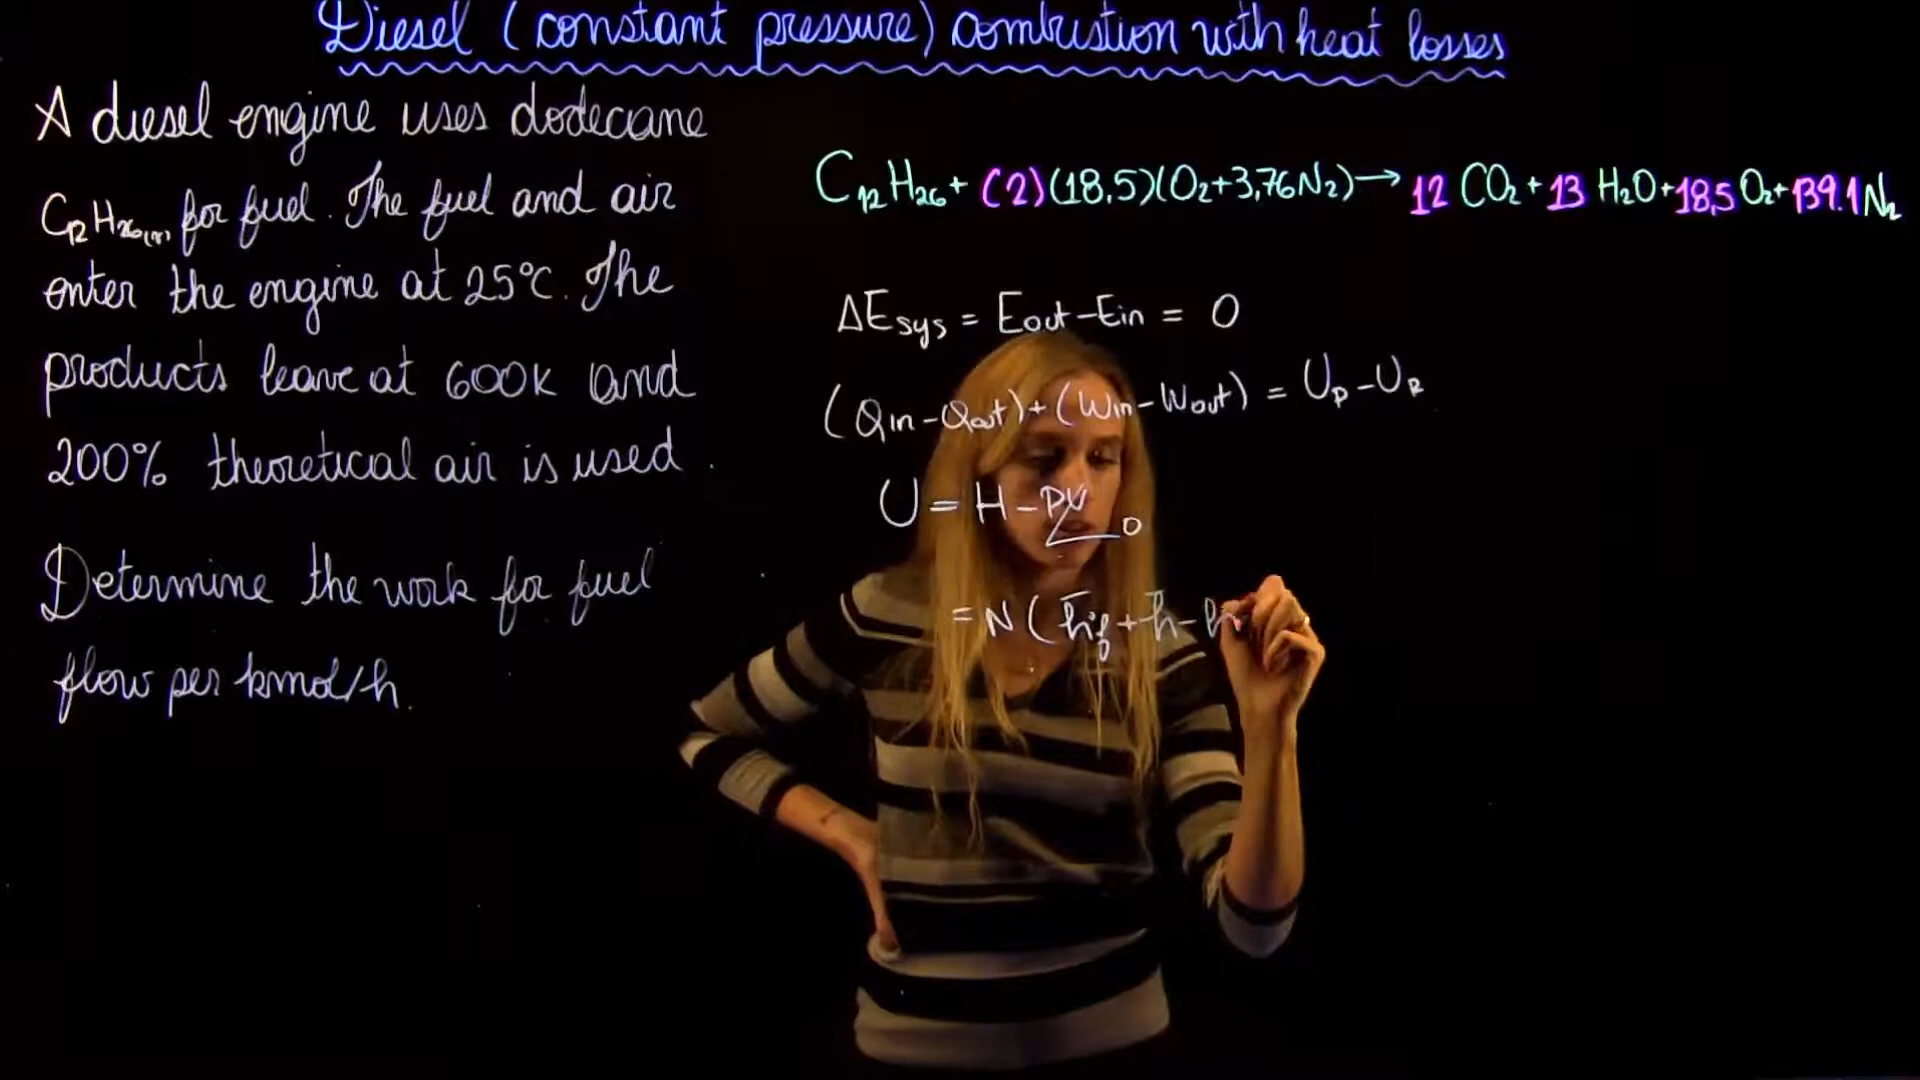 Diesel (constant pressure) combustion with heat losses
A diesel engine uses dodecane
C₁₂H₂₆₍g₎ for fuel. The fuel and air
enter the engine at 25°C. The
products leave at 600K and
200% theoretical air is used.
Determine the work for fuel
flow per kmol/h.
C₁₂H₂₆ + (2)(18.5)(O₂+3,76N₂) → 12 CO₂ + 13 H₂O + 18,5 O₂ + 139.1 N₂
ΔEsys = Eout - Ein = 0
(Qin - Qout) + (Win - Wout) = Up - UR
U = H - PV 0
= N ( h̄°f + h̄ -